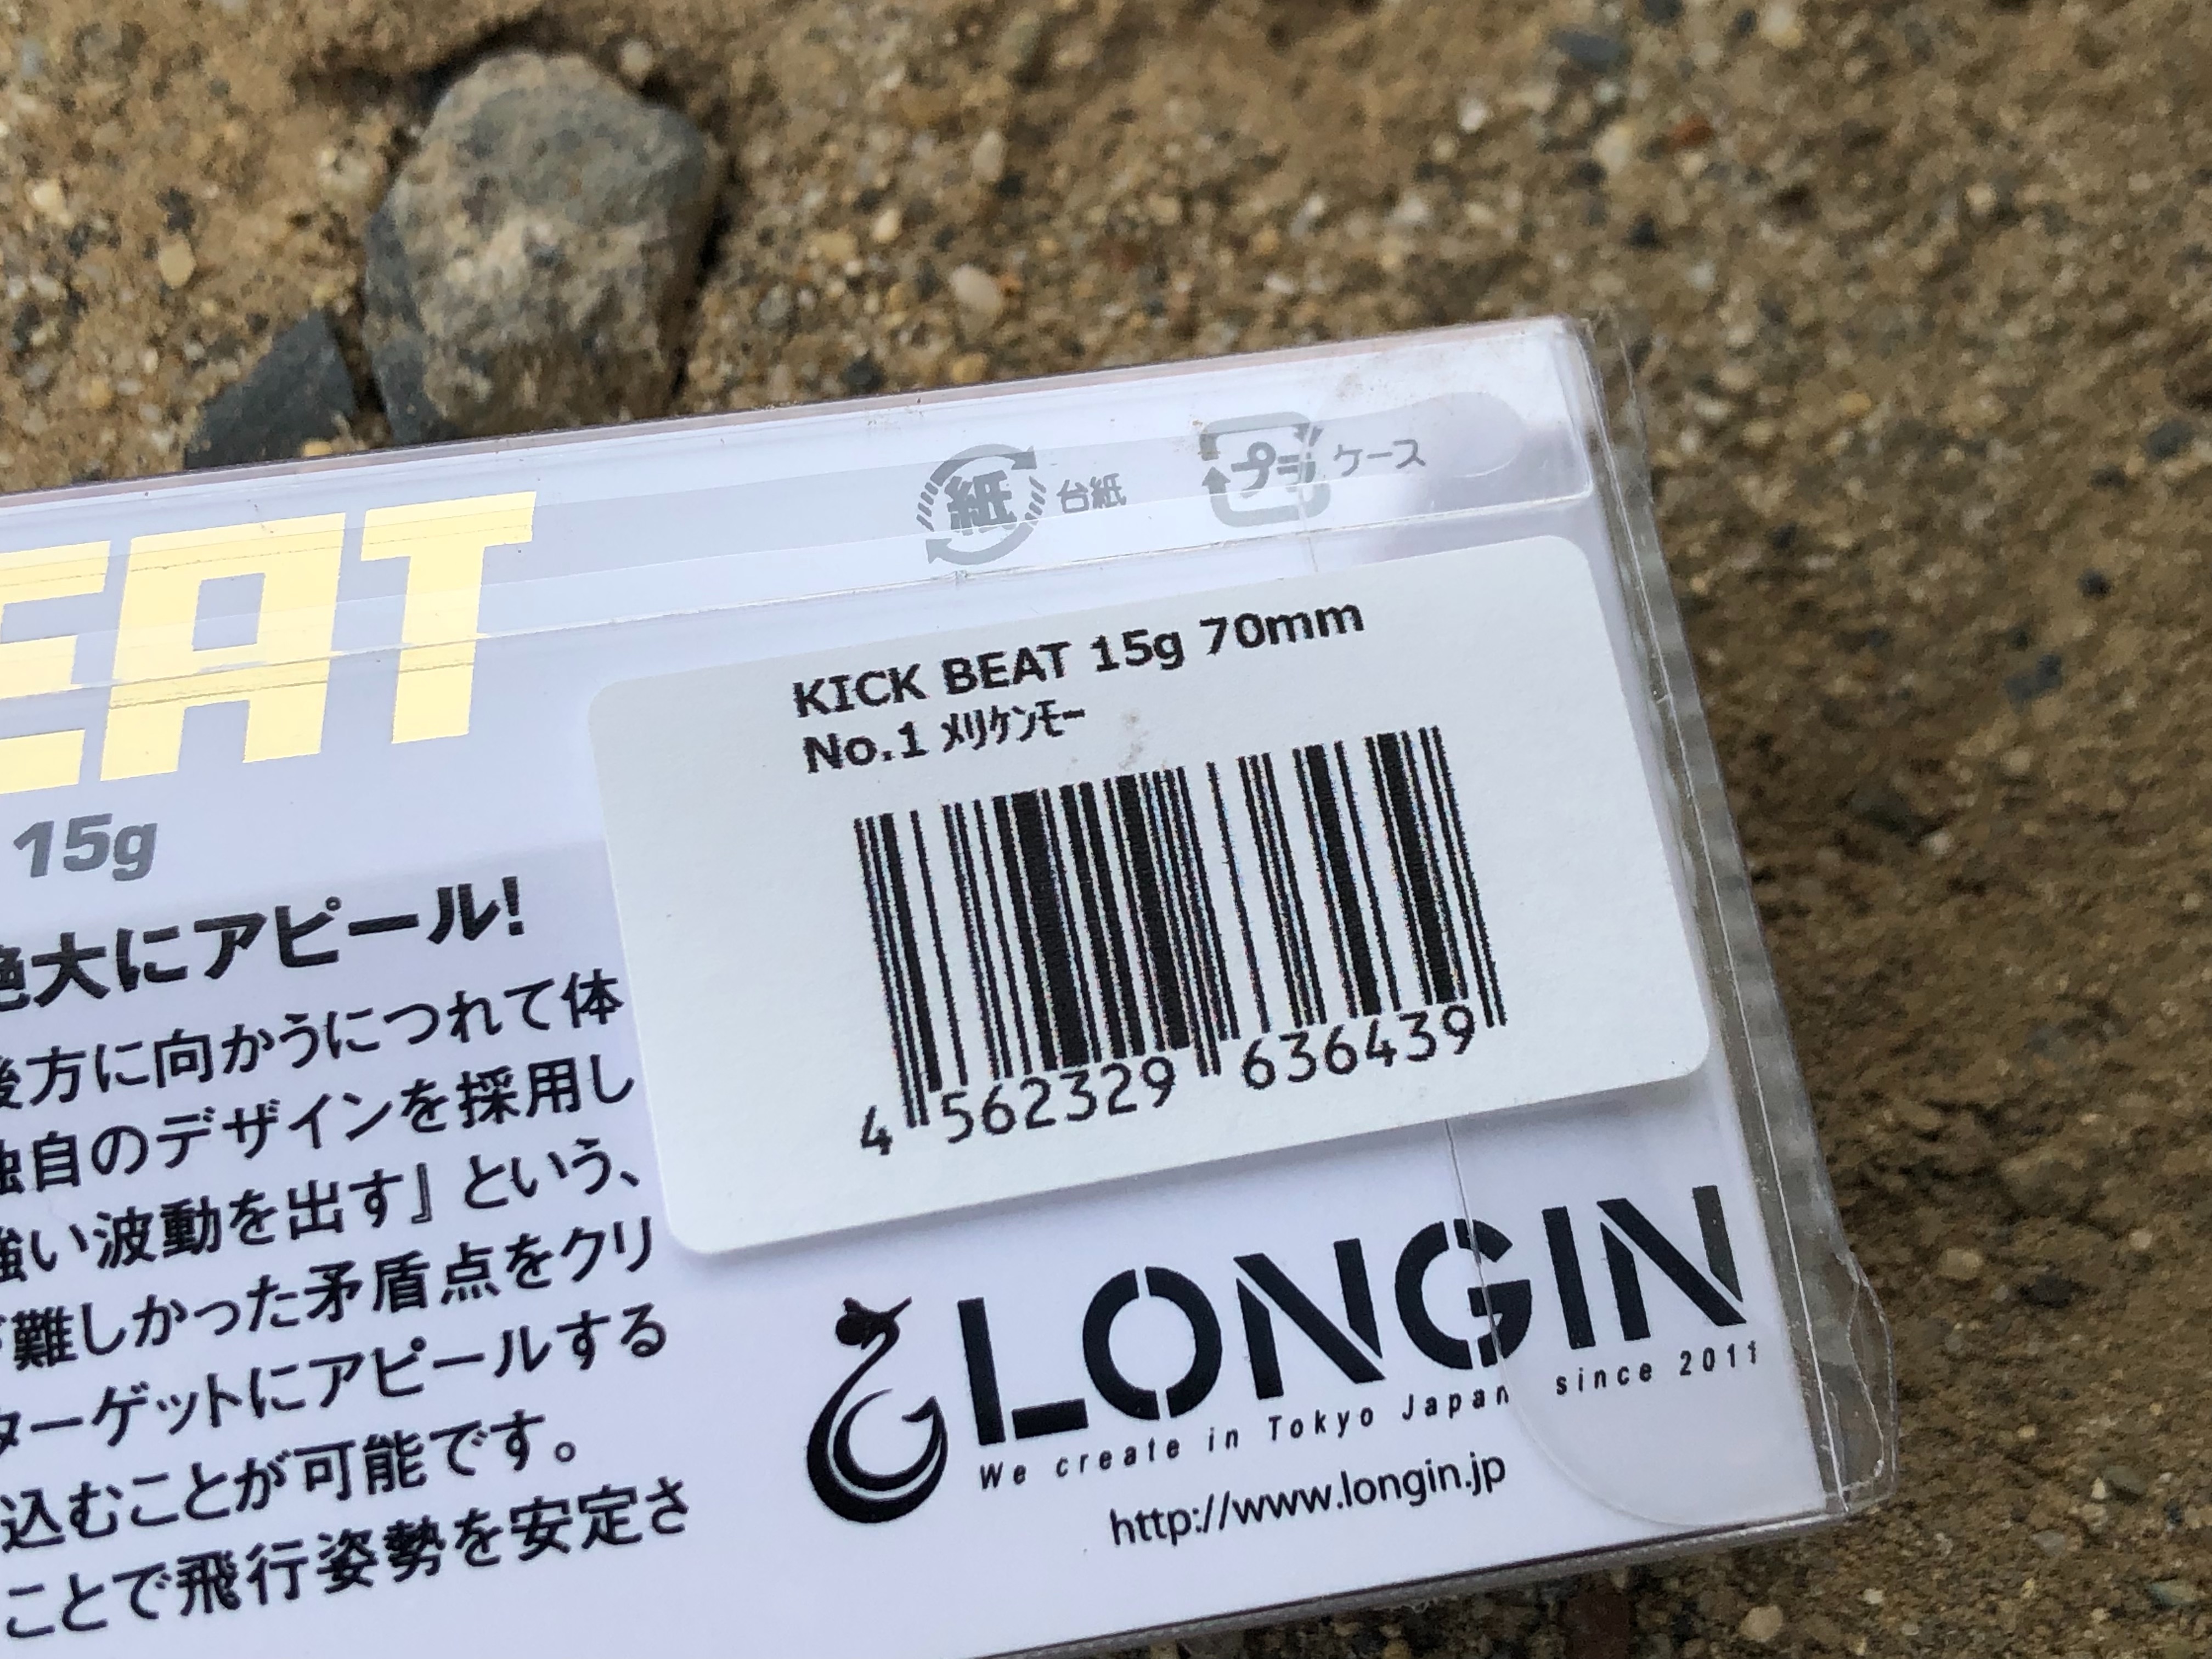 紙 台紙 プラ ケース
EAT
15g
KICK BEAT 15g 70mm
No.1 ﾒﾘｹﾝﾓｰ
4 562329 636439
絶大にアピール!
後方に向かうにつれて体
独自のデザインを採用し
強い波動を出す』という、
難しかった矛盾点をクリ
ターゲットにアピールする
込むことが可能です。
ことで飛行姿勢を安定さ
LONGIN
We create in Tokyo Japan since 2011
http://www.longin.jp